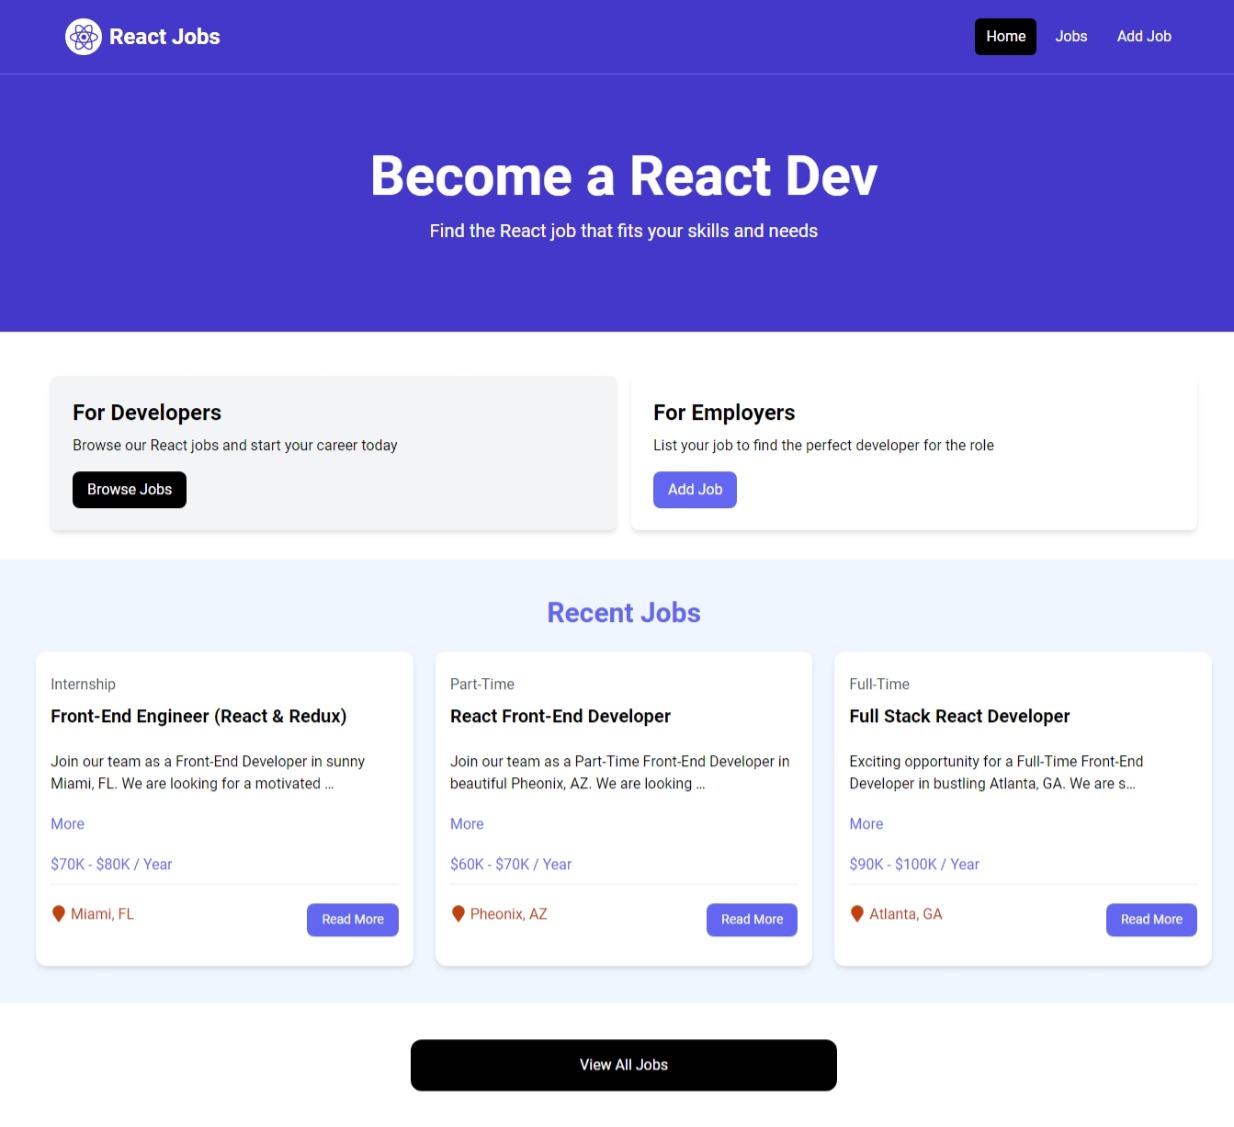 React Jobs
Home Jobs Add Job
Become a React Dev
Find the React job that fits your skills and needs
For Developers
Browse our React jobs and start your career today
Browse Jobs
For Employers
List your job to find the perfect developer for the role
Add Job
Recent Jobs
Internship
Front-End Engineer (React & Redux)
Join our team as a Front-End Developer in sunny
Miami, FL. We are looking for a motivated ...
More
$70K - $80K / Year
Miami, FL
Read More
Part-Time
React Front-End Developer
Join our team as a Part-Time Front-End Developer in
beautiful Pheonix, AZ. We are looking ...
More
$60K - $70K / Year
Pheonix, AZ
Read More
Full-Time
Full Stack React Developer
Exciting opportunity for a Full-Time Front-End
Developer in bustling Atlanta, GA. We are s...
More
$90K - $100K / Year
Atlanta, GA
Read More
View All Jobs